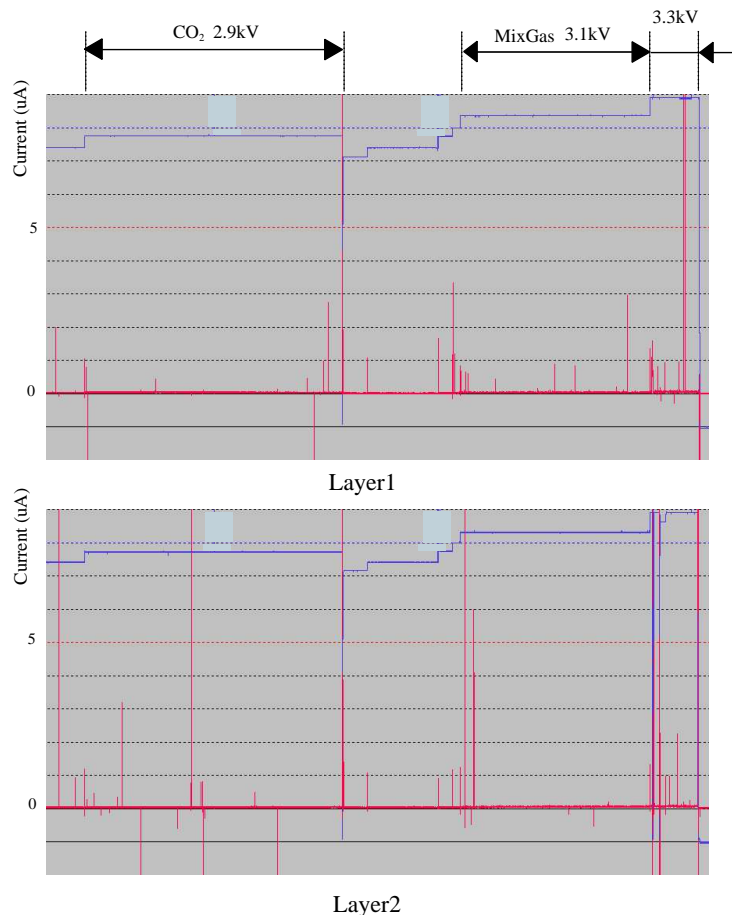 3.3kV
CO₂ 2.9kV
MixGas 3.1kV
Current (uA)
5
0
Layer1
Current (uA)
5
0
Layer2